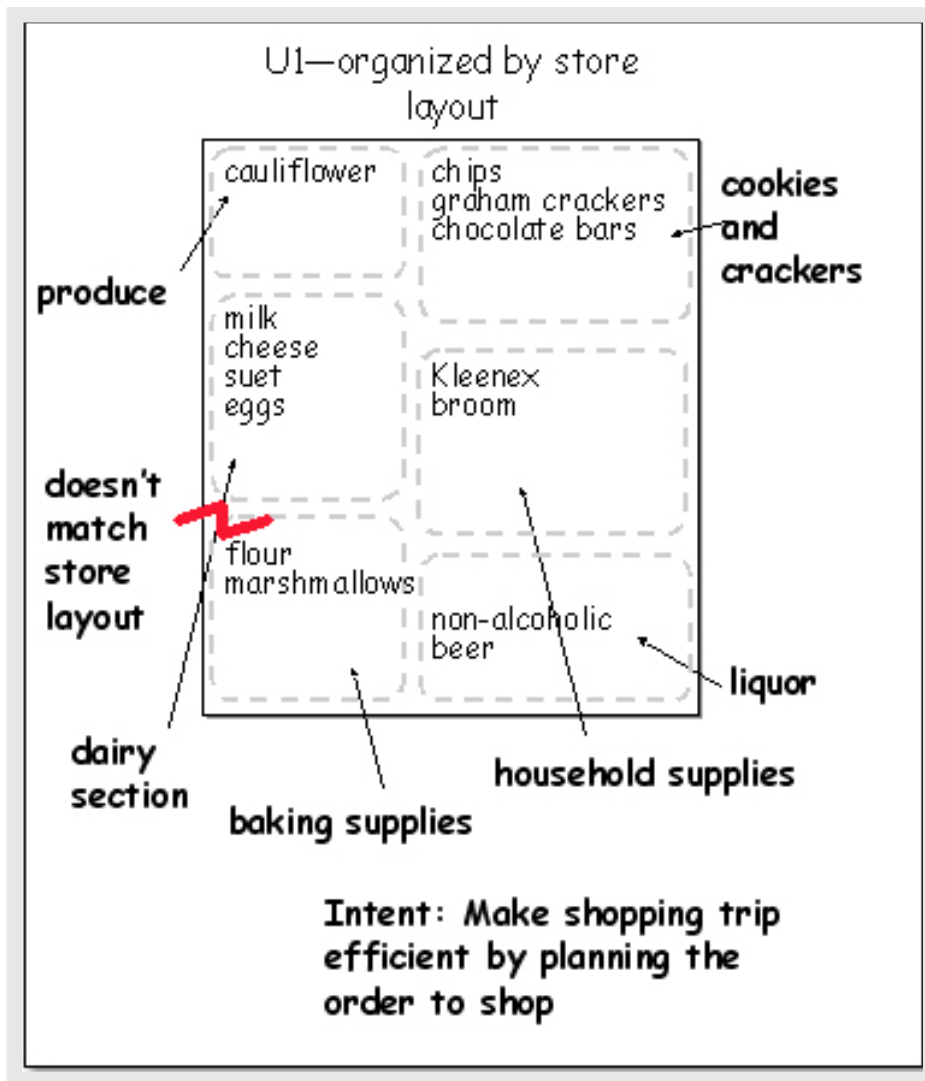 U1—organized by store
layout
cauliflower
chips
graham crackers
chocolate bars
cookies
and
crackers
produce
milk
cheese
suet
eggs
Kleenex
broom
doesn't
match
store
layout
flour
marshmallows
non-alcoholic
beer
liquor
dairy
section
household supplies
baking supplies
Intent: Make shopping trip
efficient by planning the
order to shop